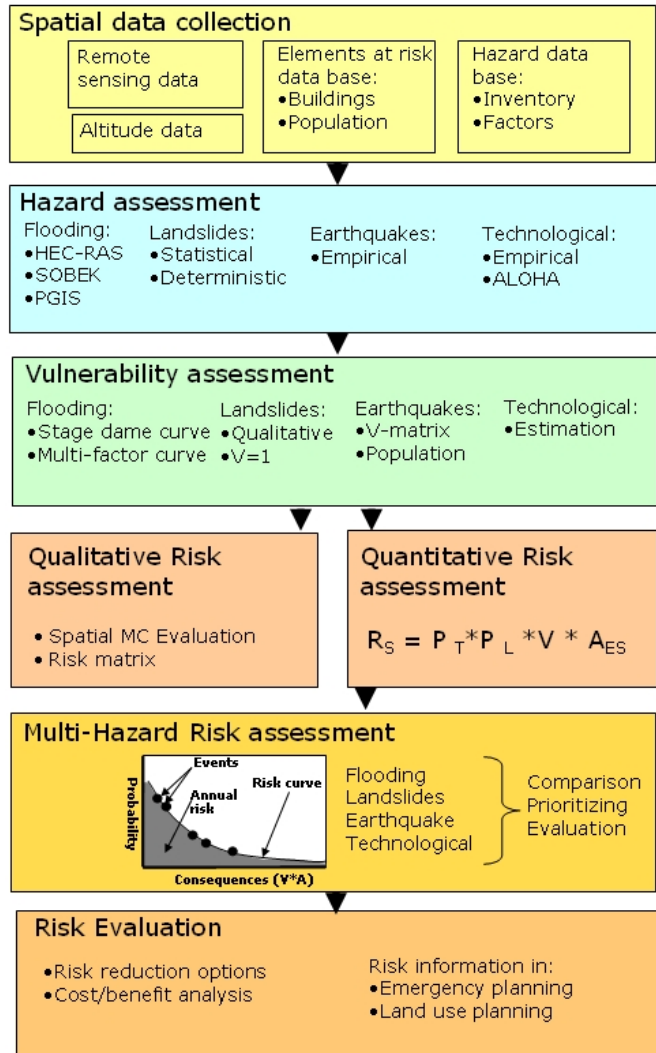 Spatial data collection
Remote
sensing data
Altitude data
Elements at risk
data base:
•Buildings
•Population
Hazard data
base:
•Inventory
•Factors
Hazard assessment
Flooding:
•HEC-RAS
•SOBEK
•PGIS
Landslides:
•Statistical
•Deterministic
Earthquakes:
•Empirical
Technological:
•Empirical
•ALOHA
Vulnerability assessment
Flooding:
•Stage dame curve
•Multi-factor curve
Landslides:
•Qualitative
•V=1
Earthquakes:
•V-matrix
•Population
Technological:
•Estimation
Qualitative Risk
assessment
• Spatial MC Evaluation
• Risk matrix
Quantitative Risk
assessment
R_S = P_T*P_L*V * A_ES
Multi-Hazard Risk assessment
Probability
Events
Annual
risk
Risk curve
Consequences (V*A)
Flooding
Landslides
Earthquake
Technological
Comparison
Prioritizing
Evaluation
Risk Evaluation
•Risk reduction options
•Cost/benefit analysis
Risk information in:
•Emergency planning
•Land use planning